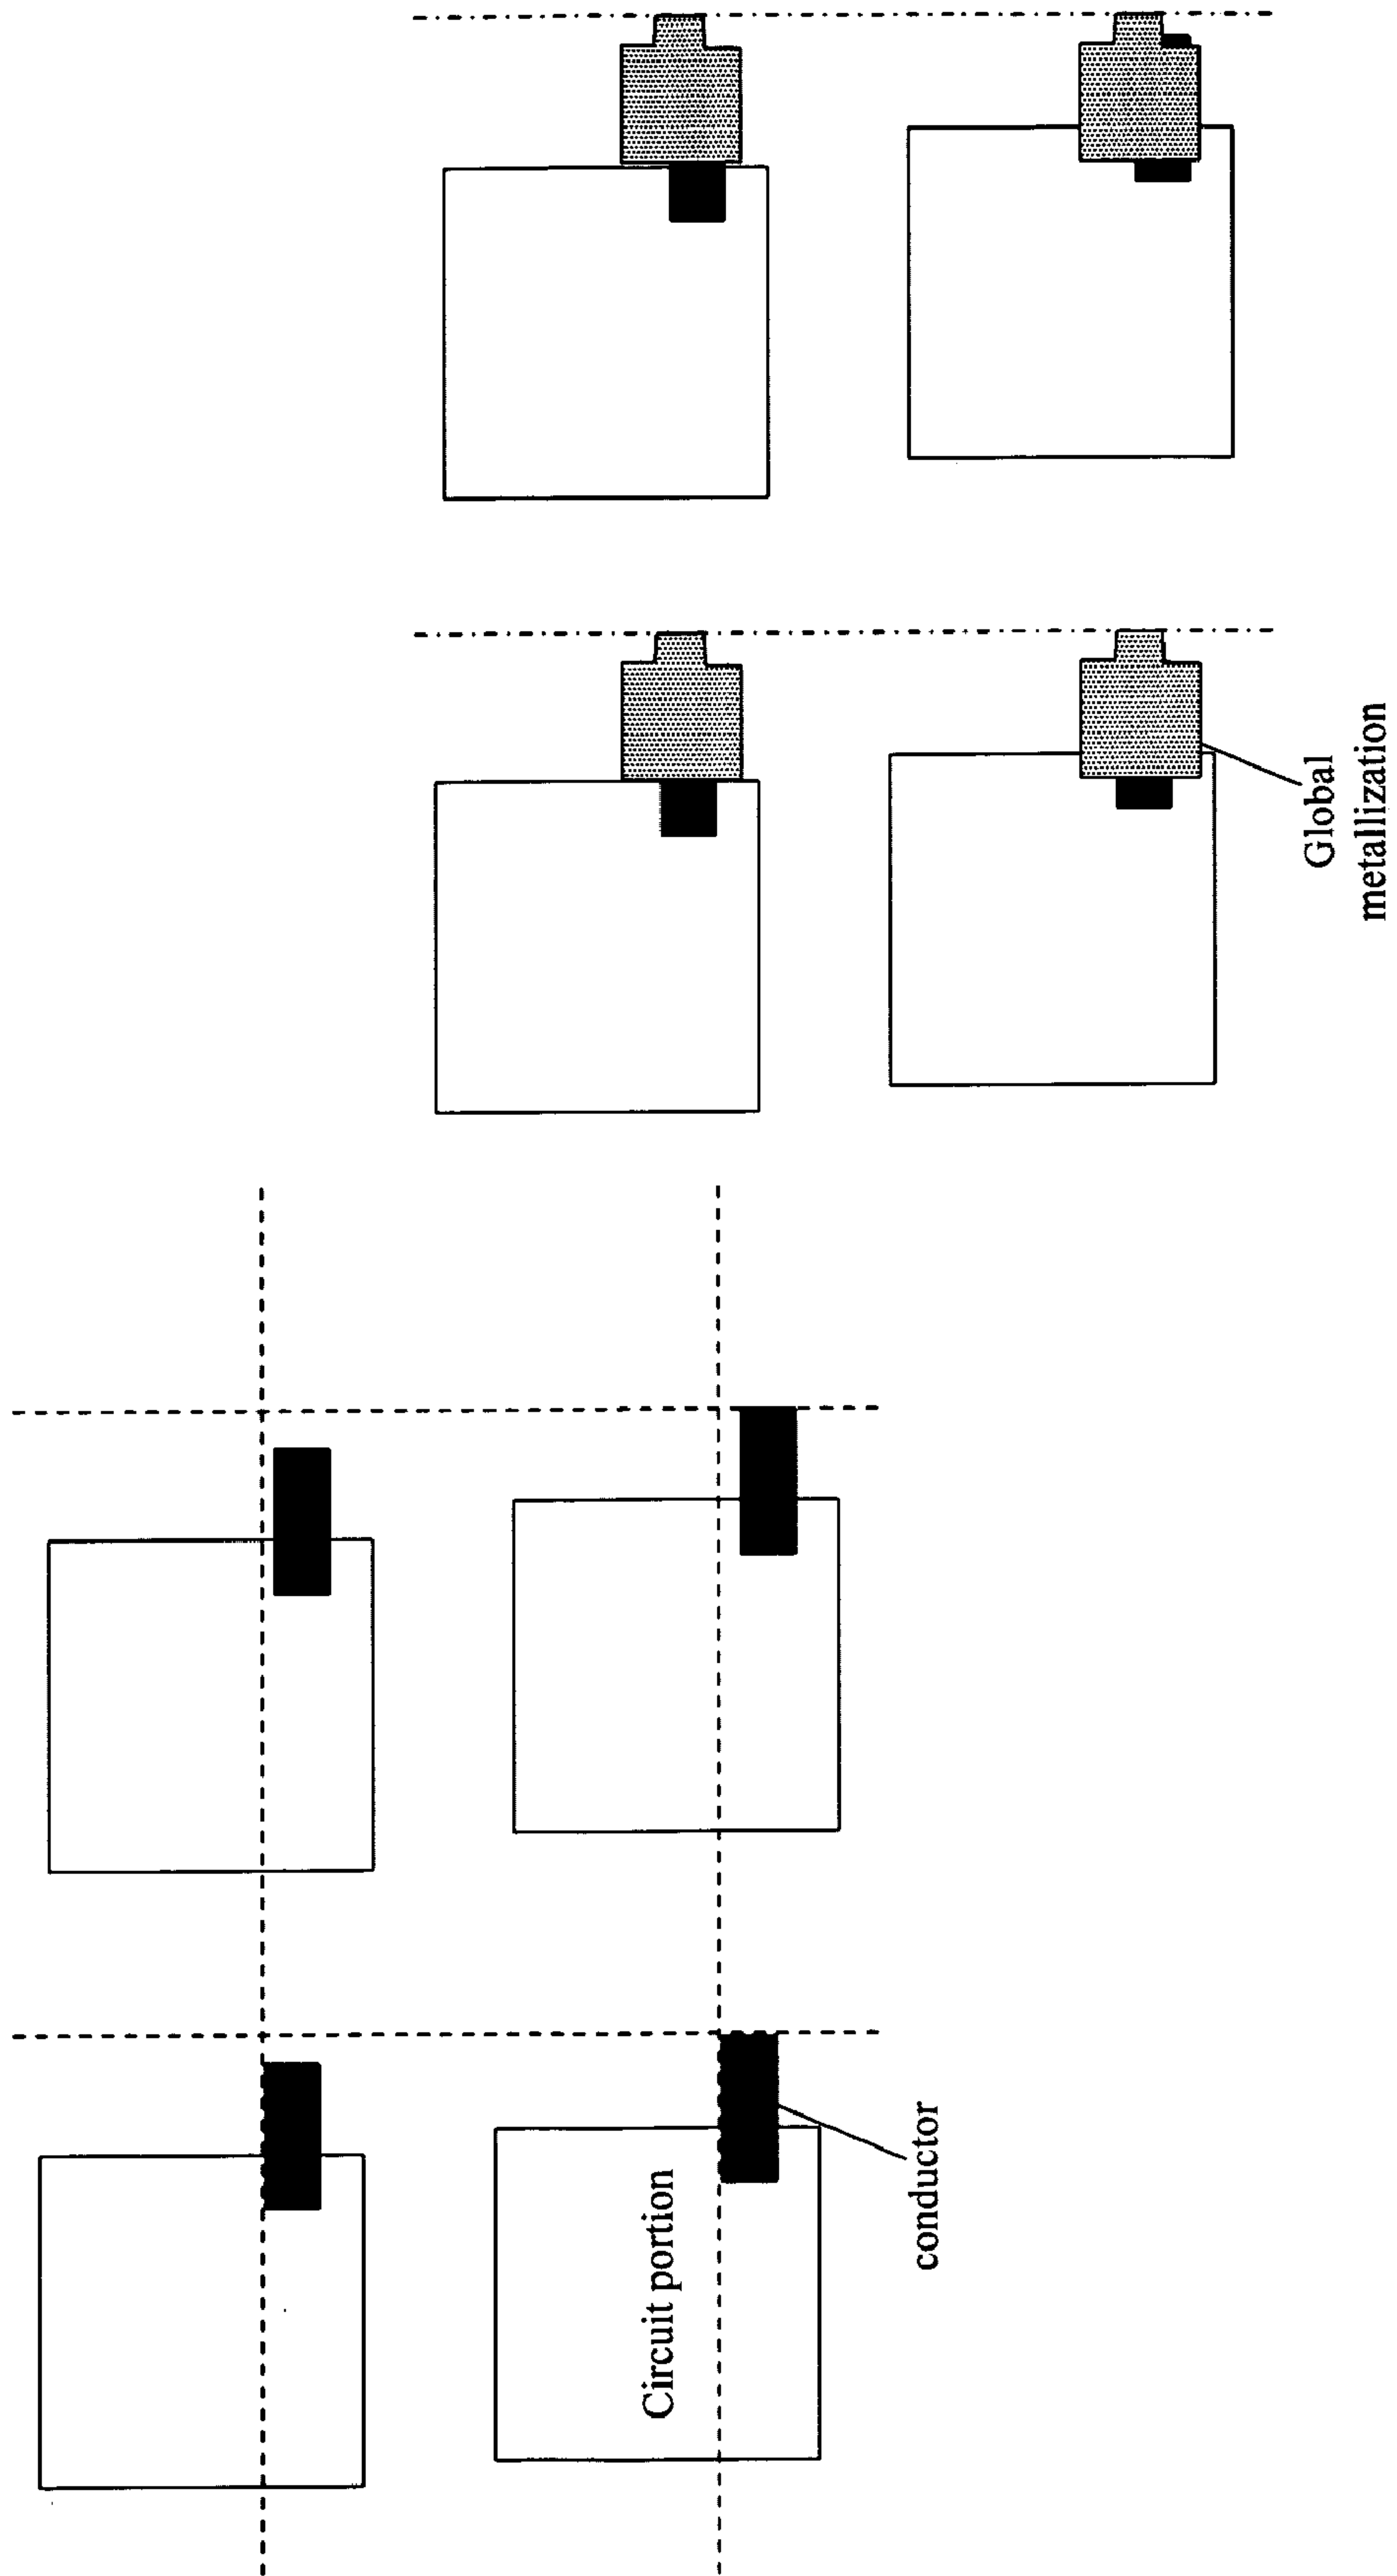 Circuit portion
conductor
Global
metallization